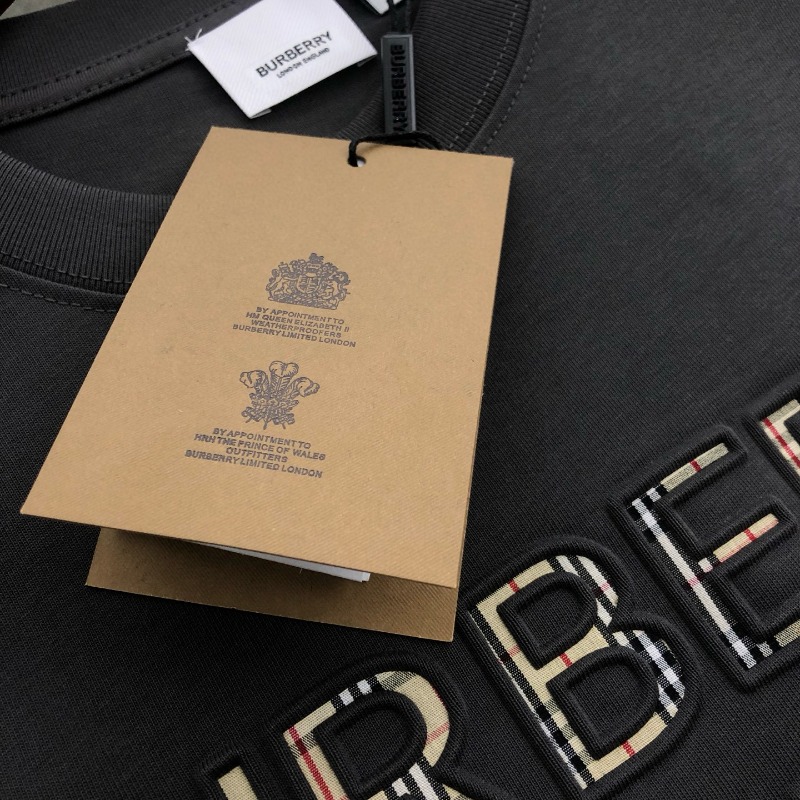 BURBERRY
LONDON ENGLAND
BURBERRY
BY APPOINTMENT TO
HM QUEEN ELIZABETH II
WEATHERPROOFERS
BURBERRY LIMITED LONDON
BY APPOINTMENT TO
HRH THE PRINCE OF WALES
OUTFITTERS
BURBERRY LIMITED LONDON
RBE